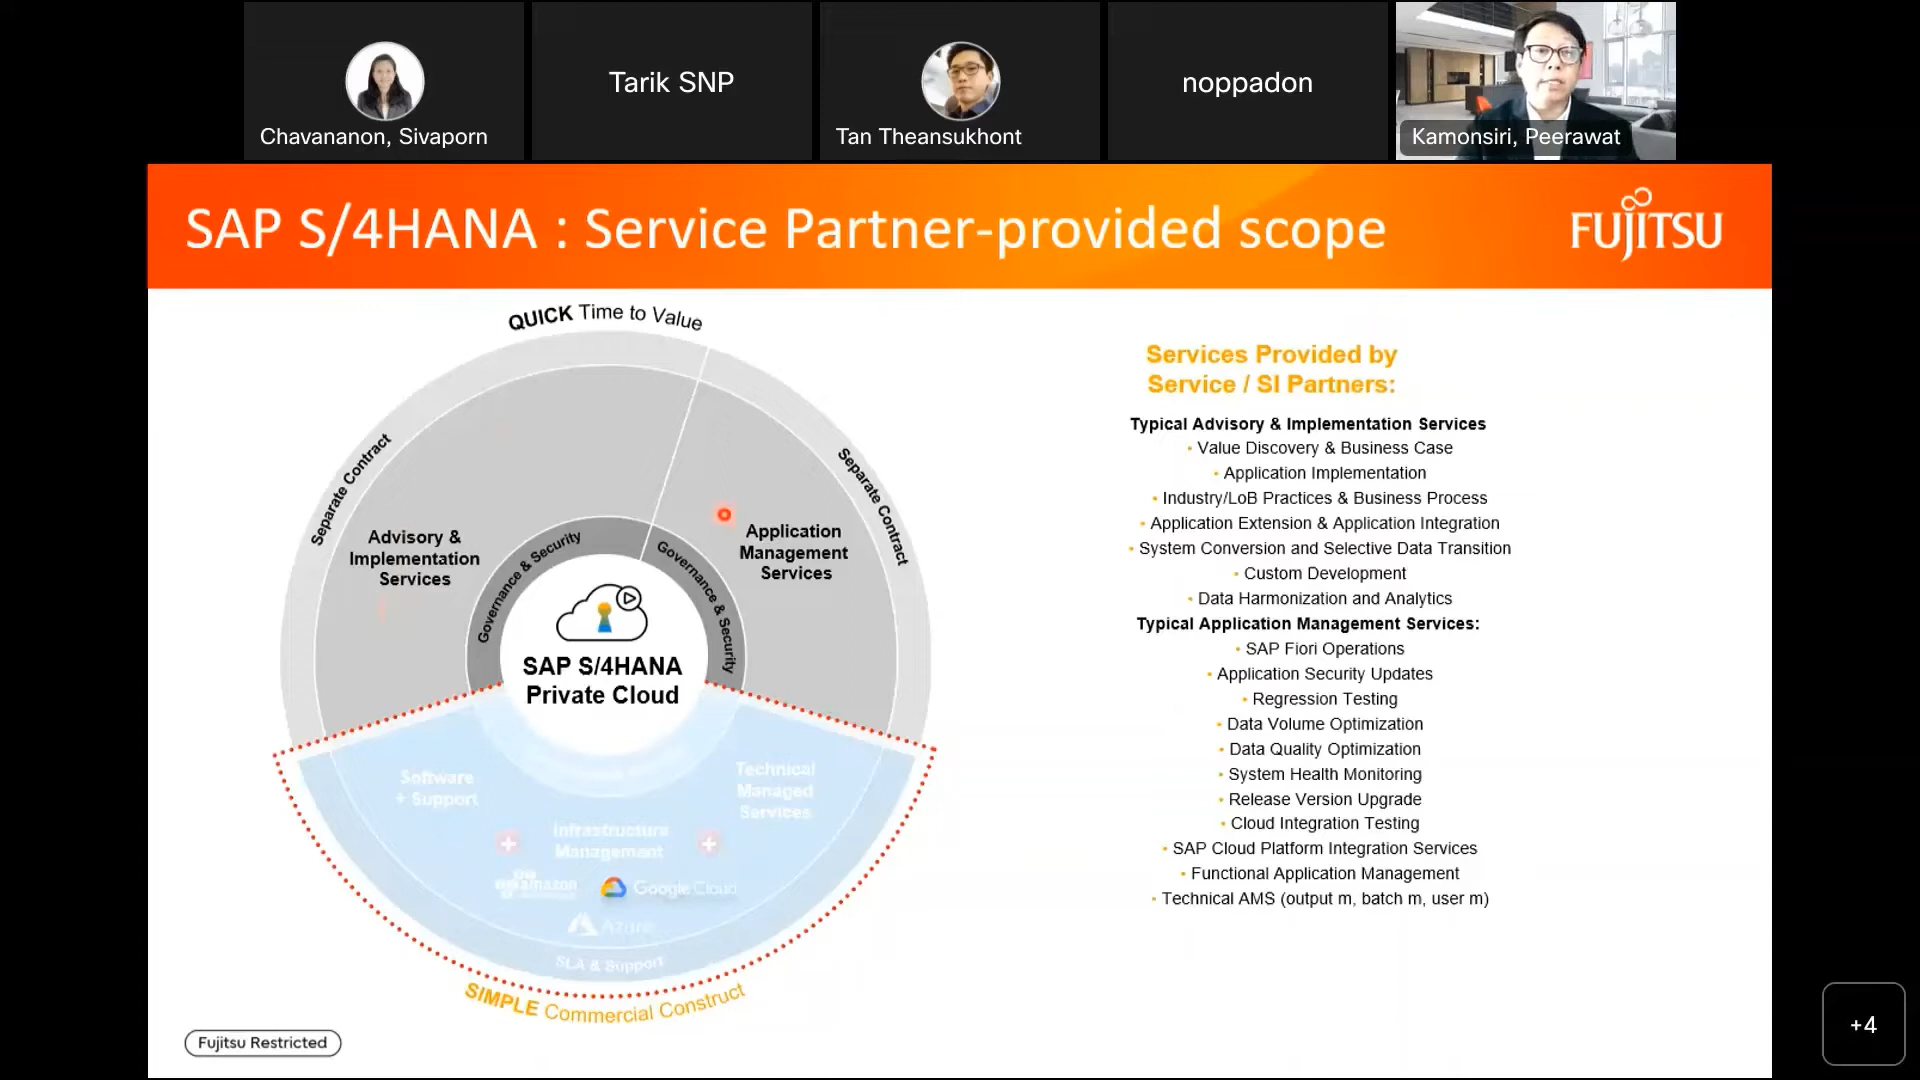 Chavananon, Sivaporn
Tarik SNP
Tan Theansukhont
noppadon
Kamonsiri, Peerawat
SAP S/4HANA : Service Partner-provided scope
FUJITSU
QUICK Time to Value
Separate Contract
Separate Contract
Advisory &
Implementation
Services
Governance & Security
Governance & Security
Application
Management
Services
SAP S/4HANA
Private Cloud
Software
+ Support
Technical
Managed
Services
Infrastructure
Management
amazon
Google Cloud
Azure
SLA & Support
SIMPLE Commercial Construct
Services Provided by
Service / SI Partners:
Typical Advisory & Implementation Services
• Value Discovery & Business Case
• Application Implementation
• Industry/LoB Practices & Business Process
• Application Extension & Application Integration
• System Conversion and Selective Data Transition
• Custom Development
• Data Harmonization and Analytics
Typical Application Management Services:
• SAP Fiori Operations
• Application Security Updates
• Regression Testing
• Data Volume Optimization
• Data Quality Optimization
• System Health Monitoring
• Release Version Upgrade
• Cloud Integration Testing
• SAP Cloud Platform Integration Services
• Functional Application Management
• Technical AMS (output m, batch m, user m)
Fujitsu Restricted
+4